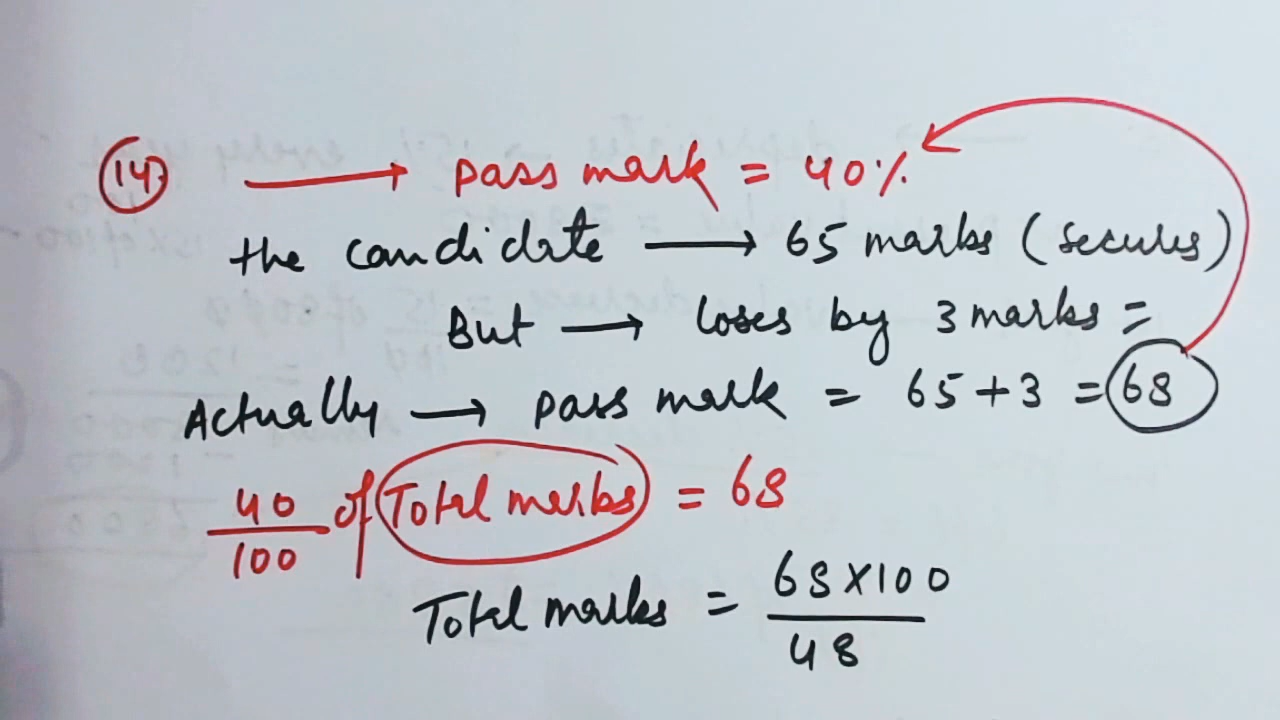 14 → pass mark = 40%
the candidate → 65 marks (secures)
But → loses by 3 marks =
Actually → pass mark = 65 + 3 = 68
40/100 of Total marks = 68
Total marks = 68 X 100 / 48